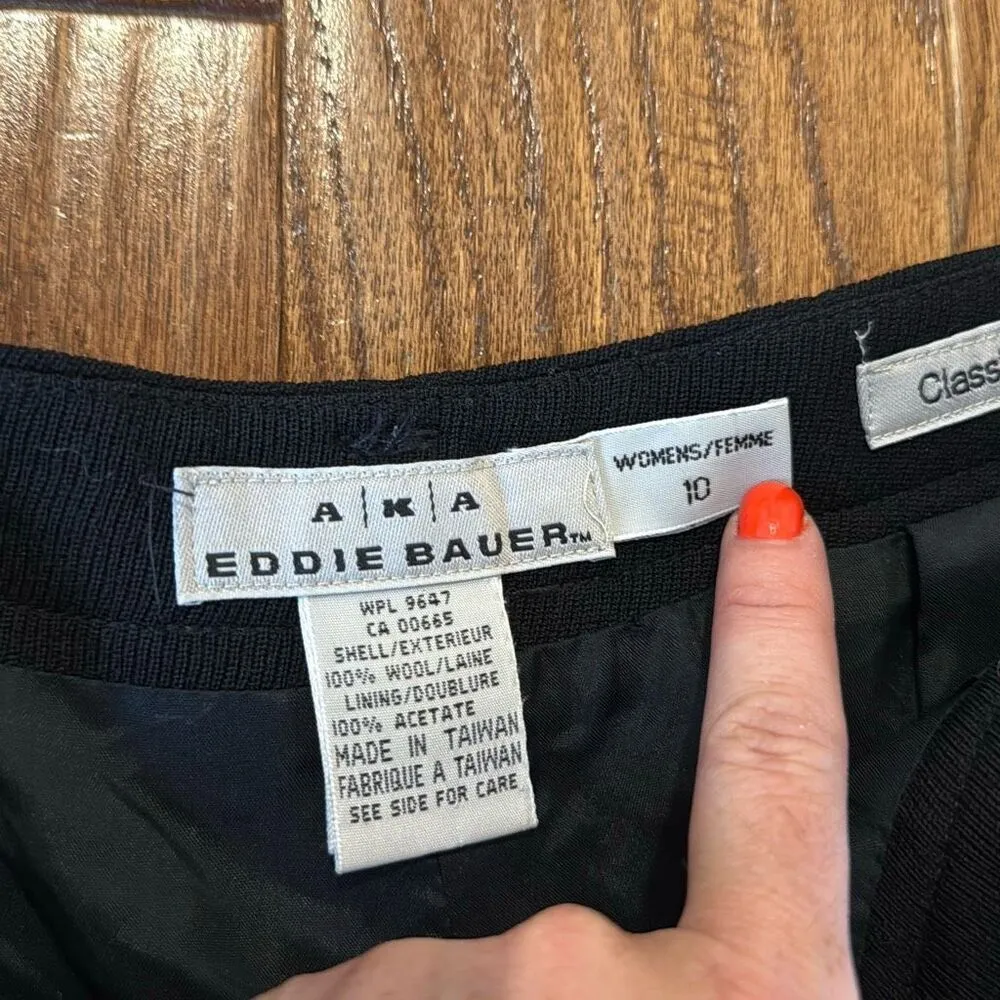 A|K|A
EDDIE BAUER™
WOMENS/FEMME
10
Class
WPL 9647
CA 00665
SHELL/EXTERIEUR
100% WOOL/LAINE
LINING/DOUBLURE
100% ACETATE
MADE IN TAIWAN
FABRIQUE A TAIWAN
SEE SIDE FOR CARE